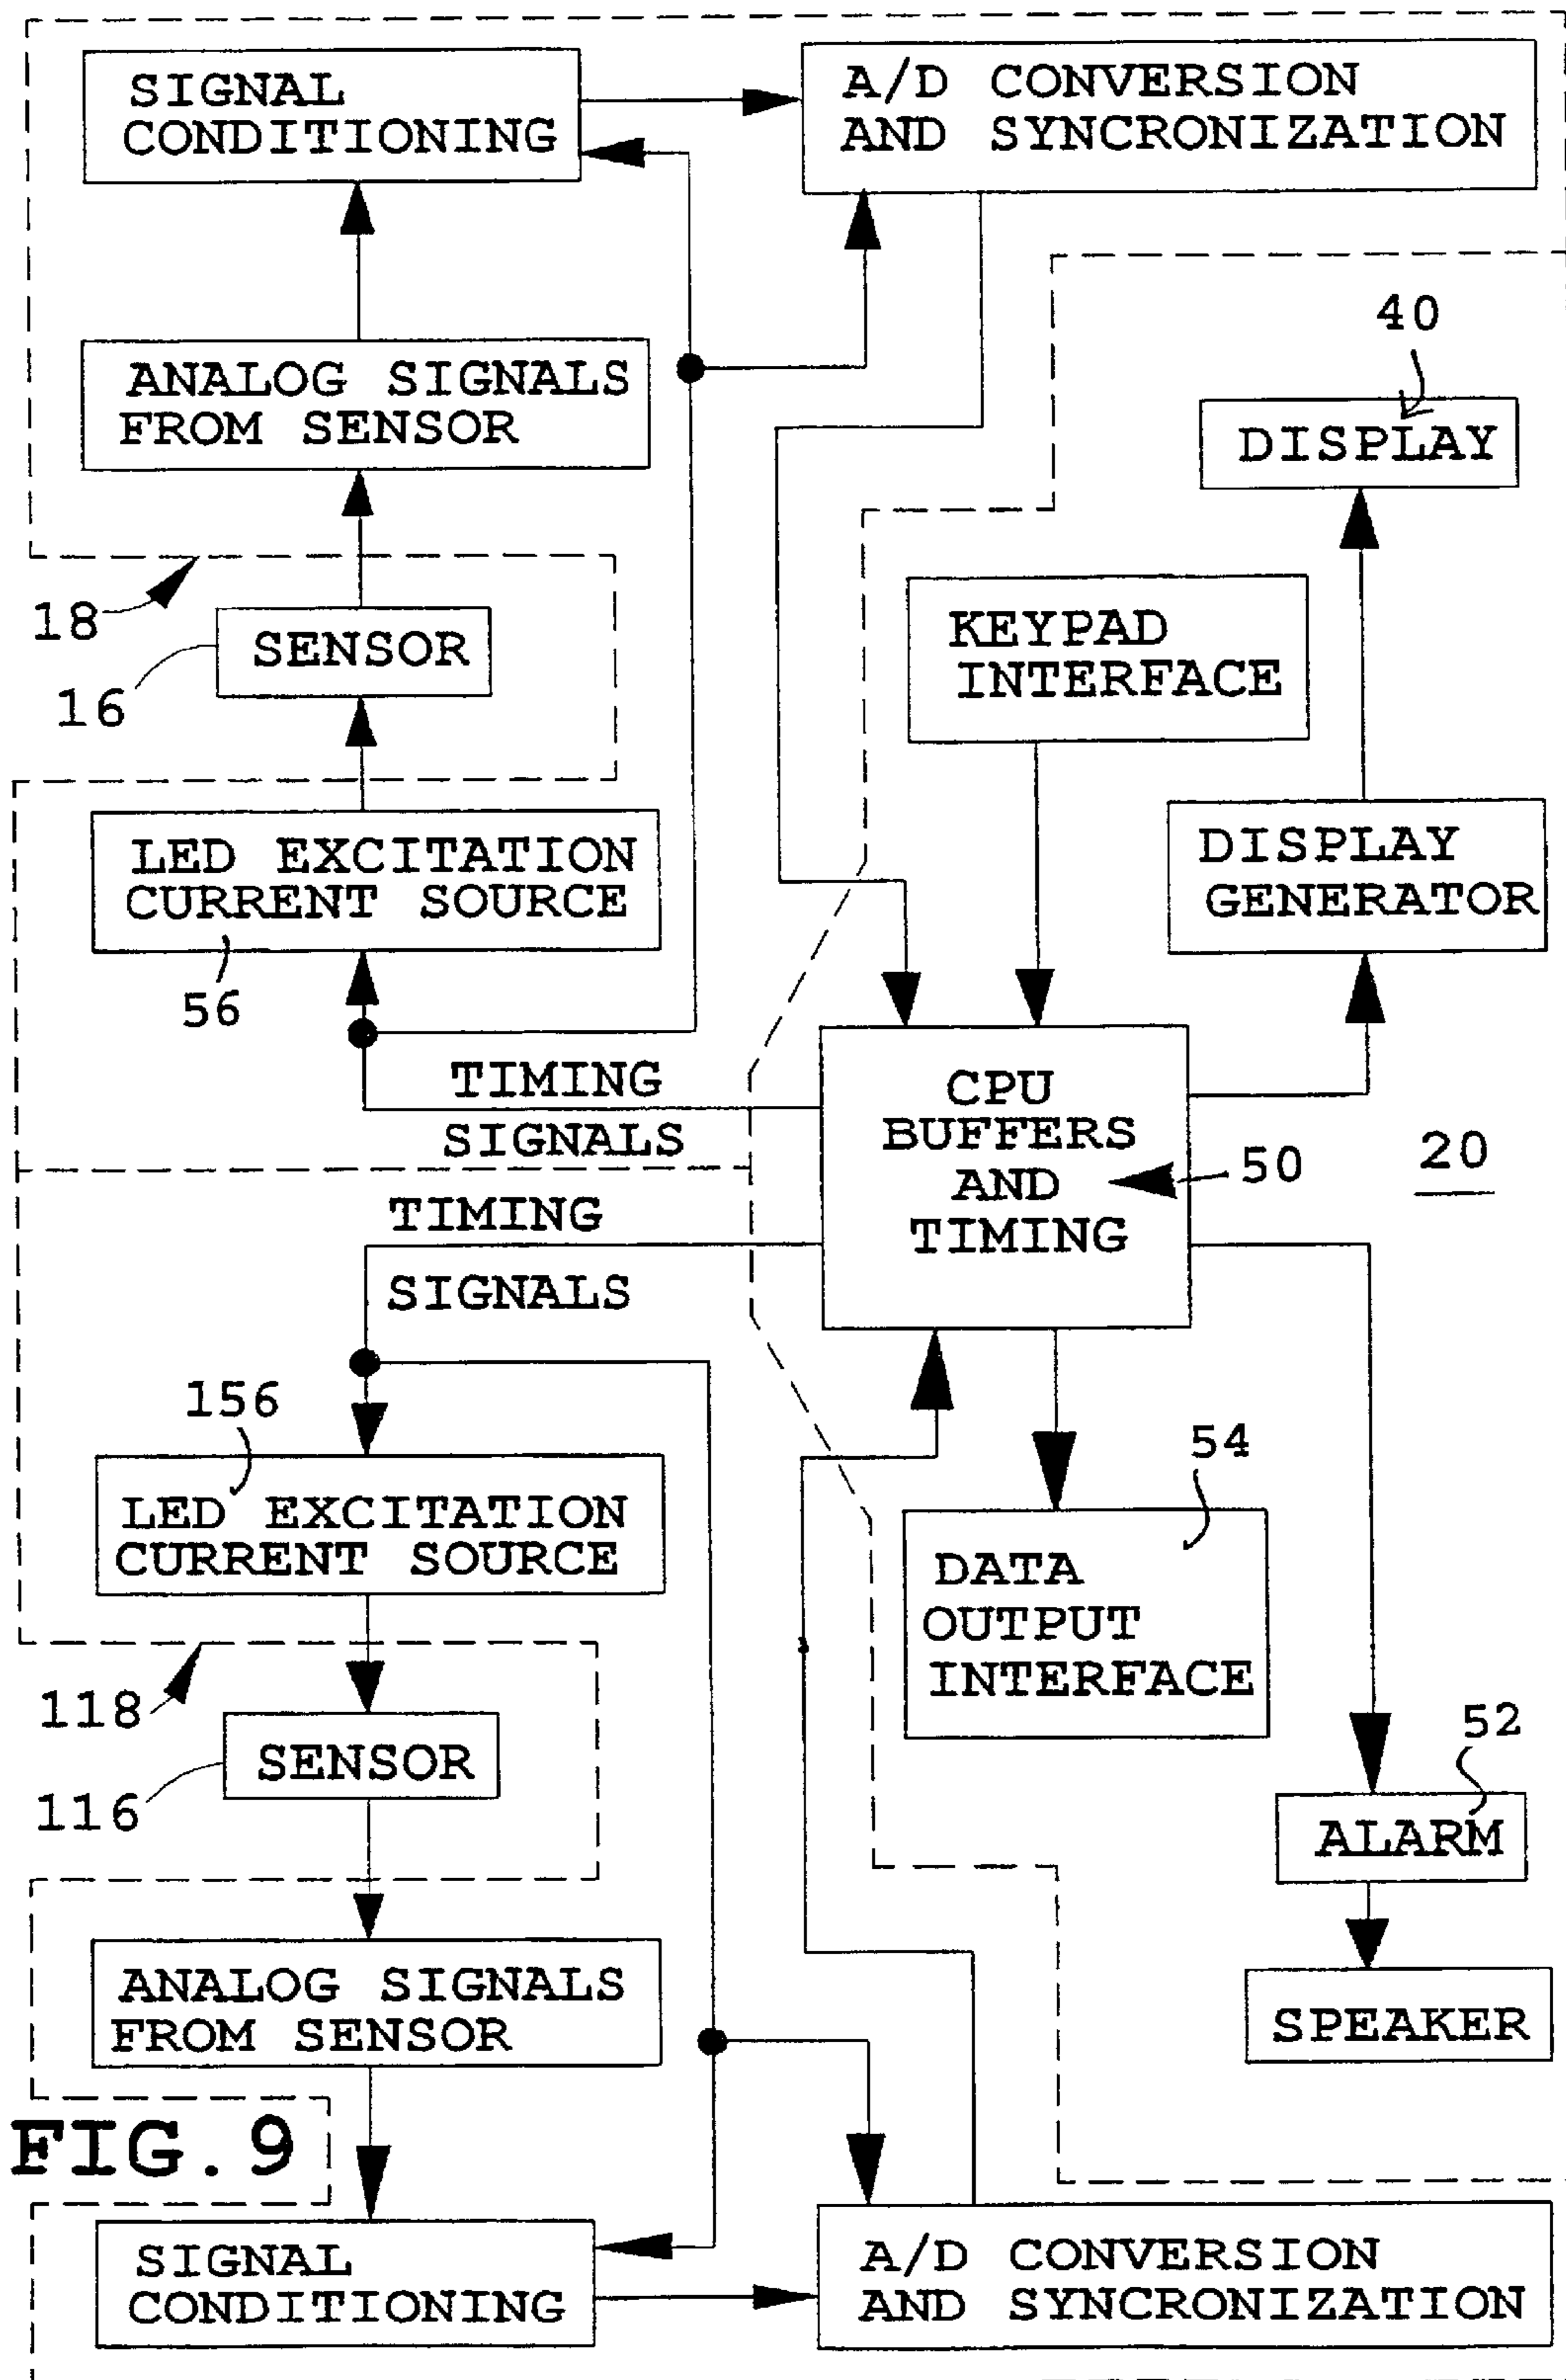 SIGNAL
CONDITIONING
A/D CONVERSION
AND SYNCRONIZATION
ANALOG SIGNALS
FROM SENSOR
40
DISPLAY
18
SENSOR
16
KEYPAD
INTERFACE
LED EXCITATION
CURRENT SOURCE
56
DISPLAY
GENERATOR
TIMING
SIGNALS
CPU
BUFFERS
AND
TIMING
50
20
TIMING
SIGNALS
156
LED EXCITATION
CURRENT SOURCE
54
DATA
OUTPUT
INTERFACE
118
SENSOR
116
52
ALARM
ANALOG SIGNALS
FROM SENSOR
SPEAKER
FIG. 9
SIGNAL
CONDITIONING
A/D CONVERSION
AND SYNCRONIZATION